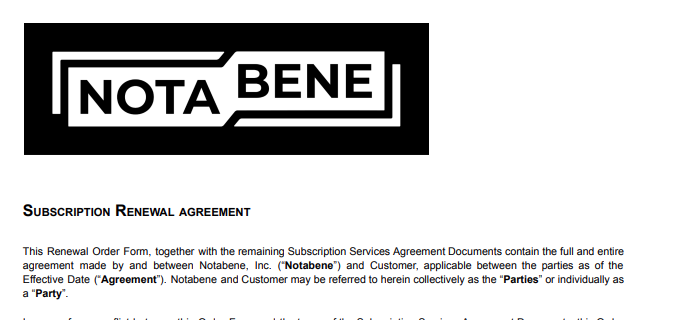 NOTA BENE
SUBSCRIPTION RENEWAL AGREEMENT
This Renewal Order Form, together with the remaining Subscription Services Agreement Documents contain the full and entire
agreement made by and between Notabene, Inc. (“Notabene”) and Customer, applicable between the parties as of the
Effective Date (“Agreement”). Notabene and Customer may be referred to herein collectively as the “Parties” or individually as
a “Party”.